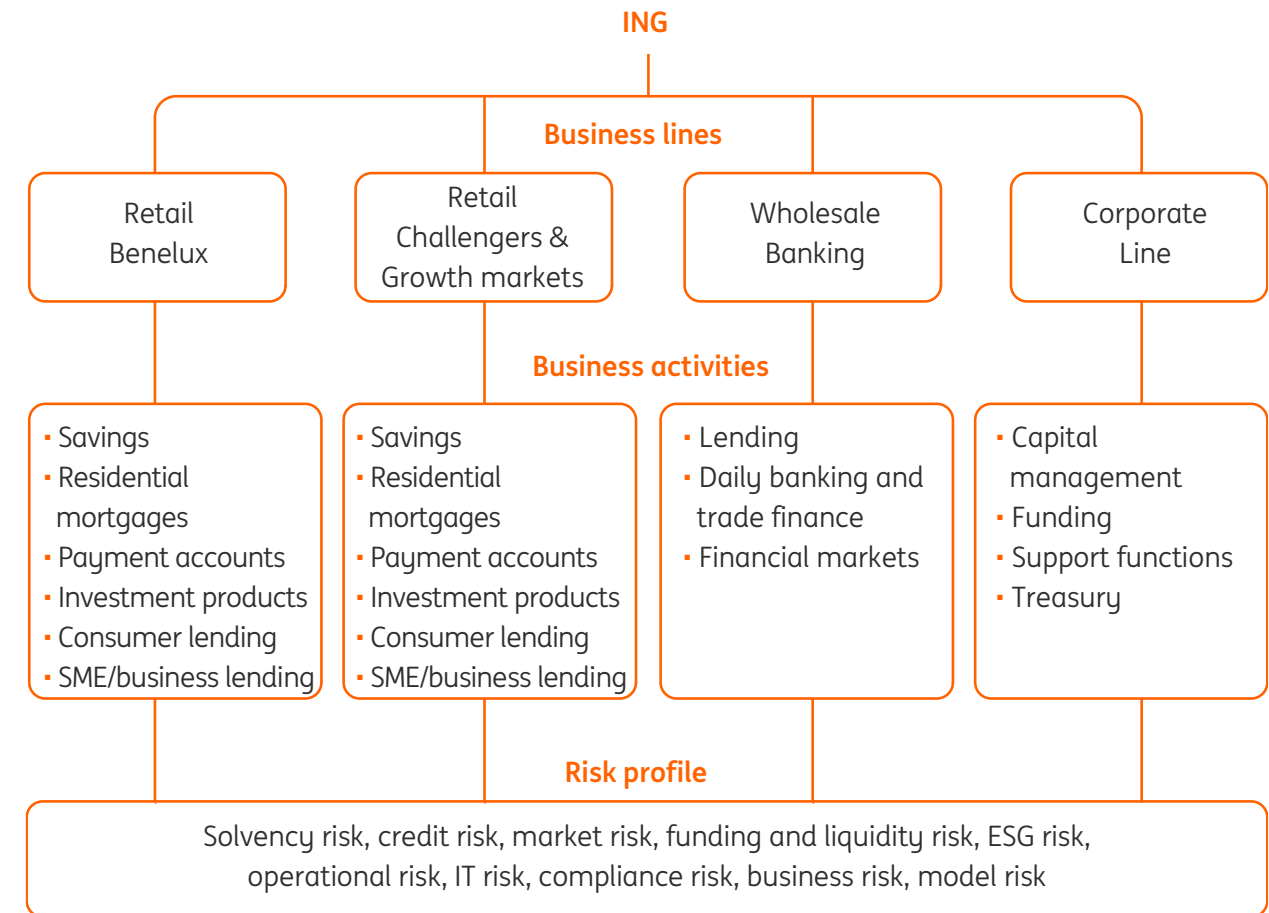 ING
Business lines
Retail
Benelux
Retail
Challengers &
Growth markets
Wholesale
Banking
Corporate
Line
Business activities
· Savings
· Residential
mortgages
· Payment accounts
· Investment products
· Consumer lending
· SME/business lending
· Savings
· Residential
mortgages
· Payment accounts
· Investment products
· Consumer lending
· SME/business lending
· Lending
· Daily banking and
trade finance
· Financial markets
· Capital
management
· Funding
· Support functions
· Treasury
Risk profile
Solvency risk, credit risk, market risk, funding and liquidity risk, ESG risk,
operational risk, IT risk, compliance risk, business risk, model risk